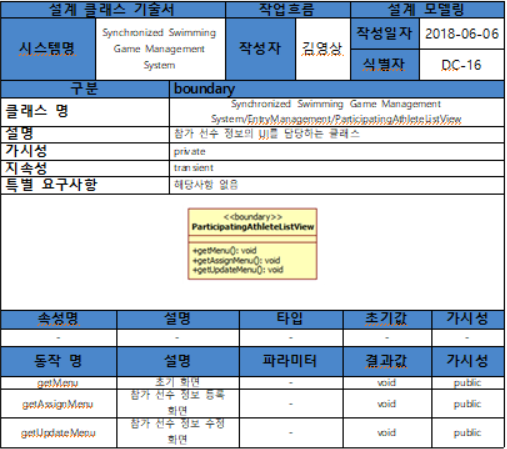 설계 클래스 기술서 작업흐름 설계 모델링
시스템명 Synchronized Swimming Game Management System 작성자 김영상 작성일자 2018-06-06
식별자 DC-16
구분 boundary
클래스 명 Synchronized Swimming Game Management
System/EntryManagement/ParticipatingAthleteListView
설명 참가 선수 정보의 UI를 담당하는 클래스
가시성 private
지속성 transient
특별 요구사항 해당사항 없음
<<boundary>>
ParticipatingAthleteListView
+getMenu(): void
+getAssignMenu(): void
+getUpdateMenu(): void
속성명 설명 타입 초기값 가시성
- - - - -
동작 명 설명 파라미터 결과값 가시성
getMenu 초기 화면 - void public
getAssignMenu 참가 선수 정보 등록 화면 - void public
getUpdateMenu 참가 선수 정보 수정 화면 - void public